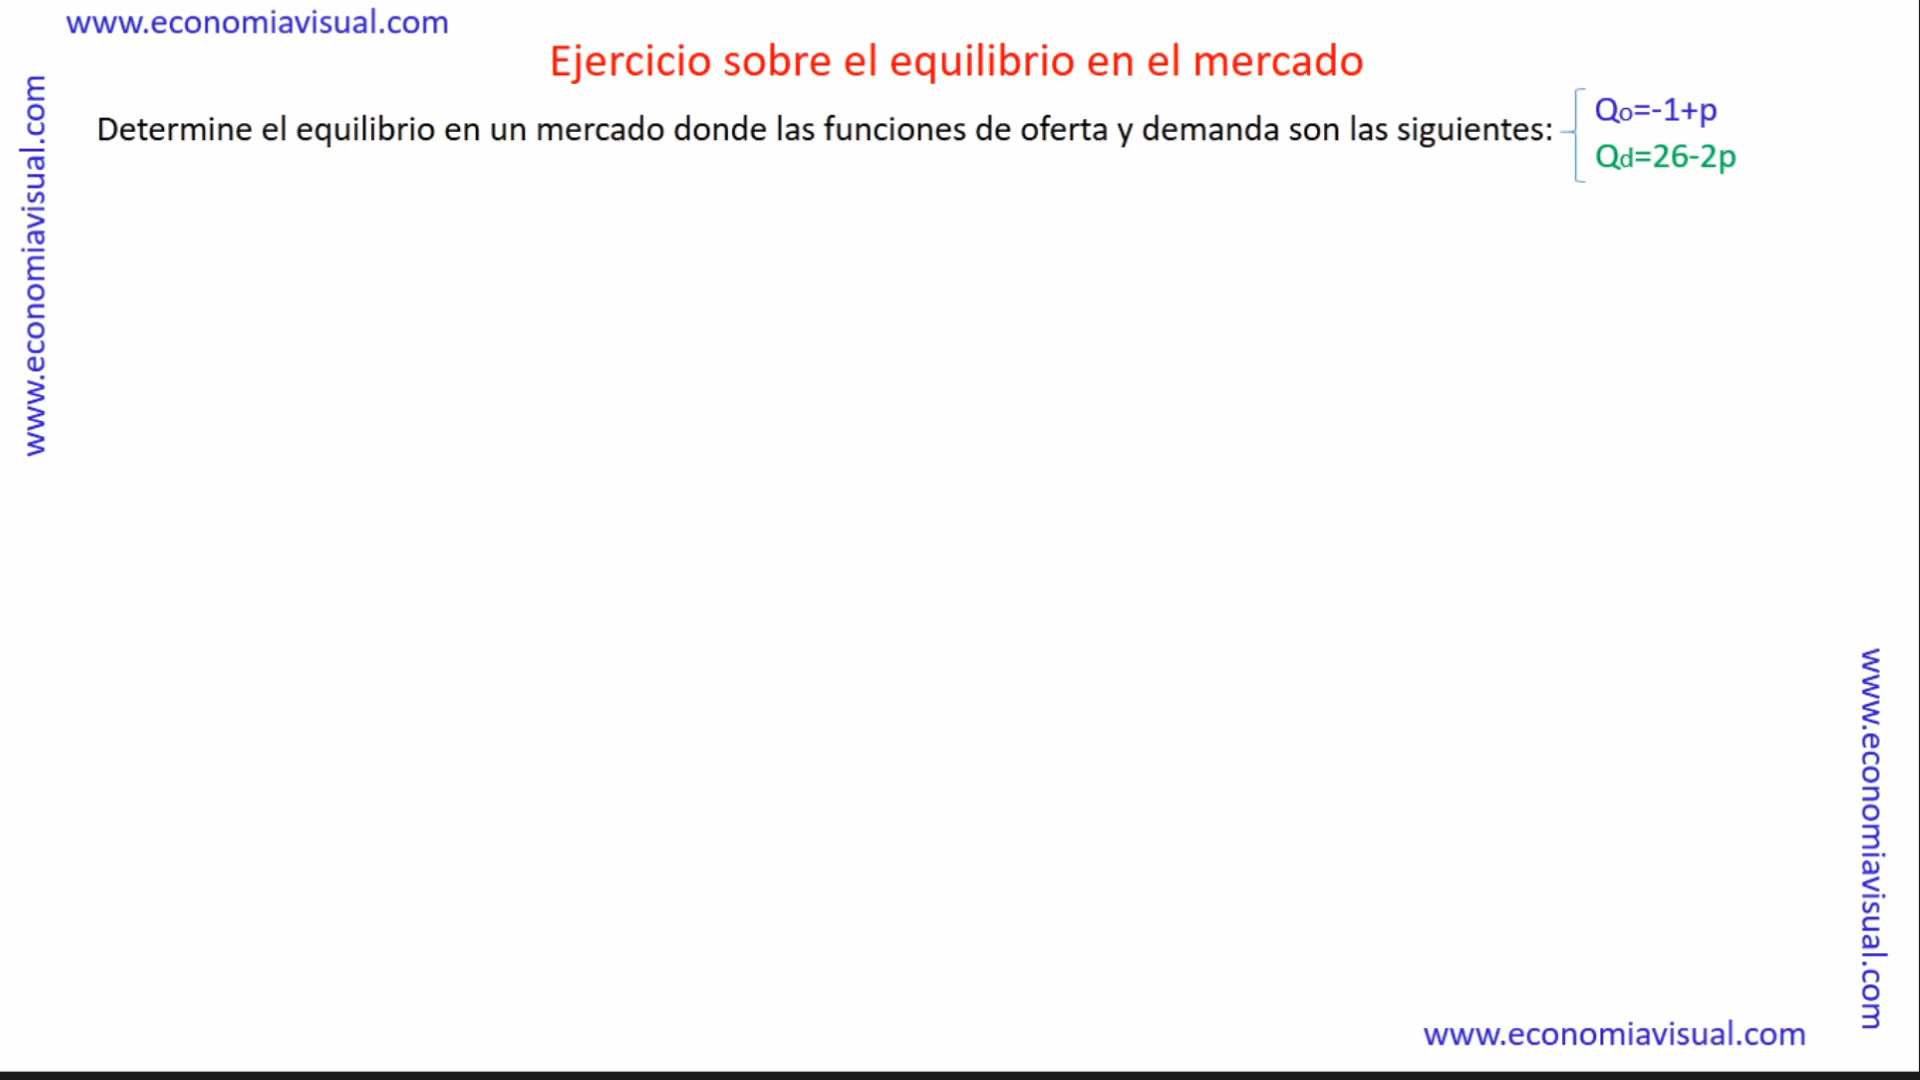 www.economiavisual.com
Ejercicio sobre el equilibrio en el mercado
www.economiavisual.com
Determine el equilibrio en un mercado donde las funciones de oferta y demanda son las siguientes:
Qo=-1+p
Qd=26-2p
www.economiavisual.com
www.economiavisual.com